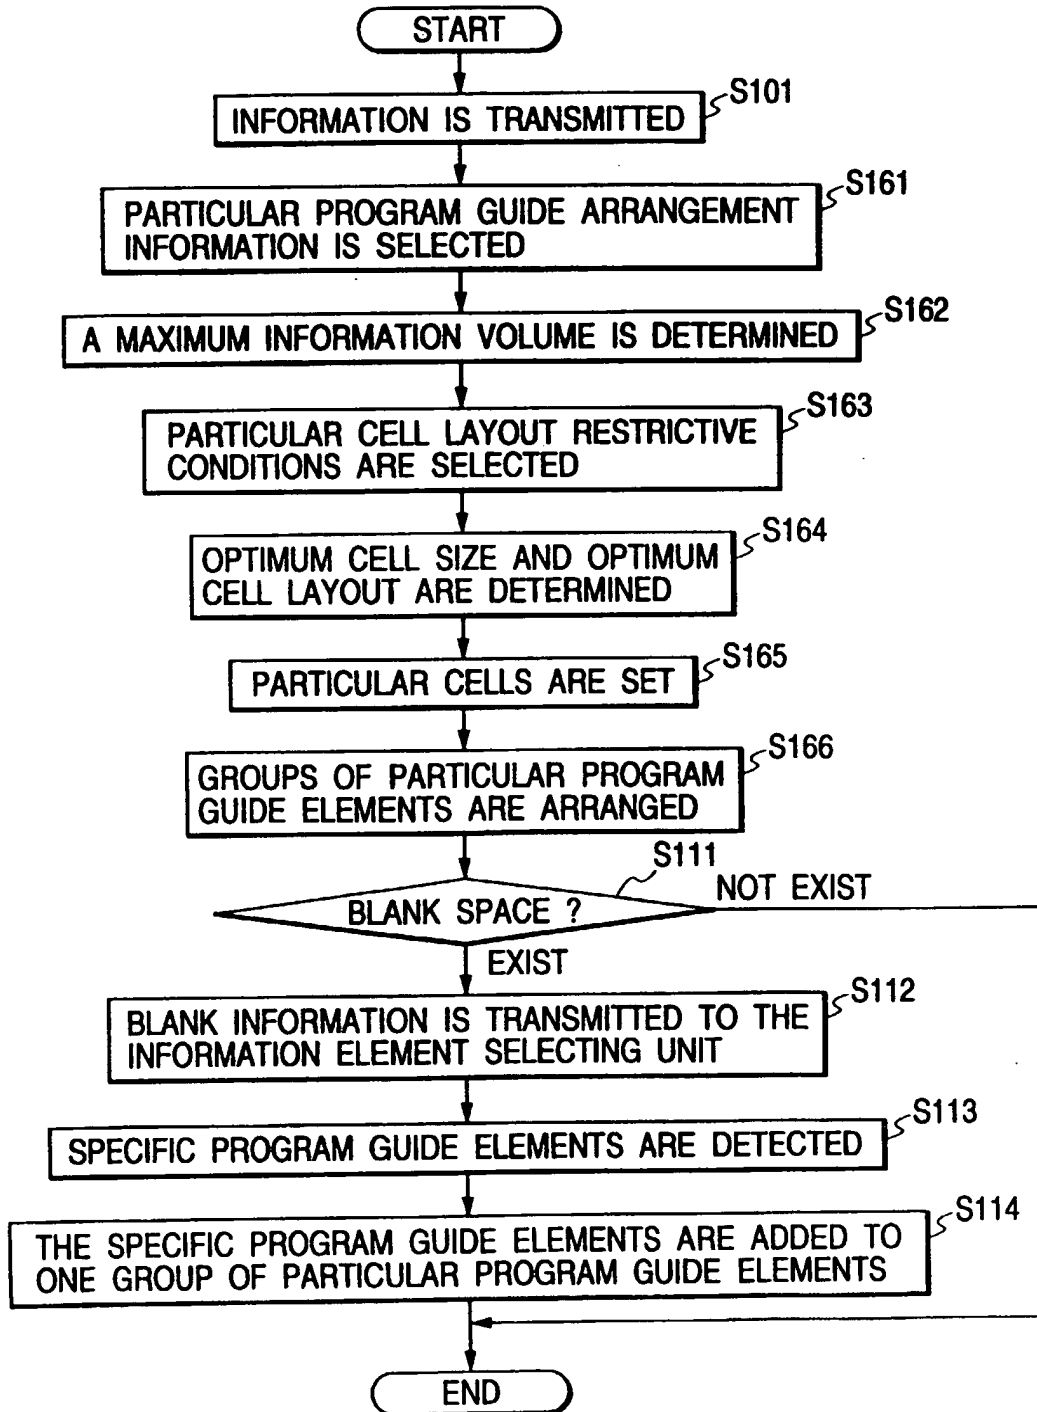 START
S101
INFORMATION IS TRANSMITTED
S161
PARTICULAR PROGRAM GUIDE ARRANGEMENT
INFORMATION IS SELECTED
S162
A MAXIMUM INFORMATION VOLUME IS DETERMINED
S163
PARTICULAR CELL LAYOUT RESTRICTIVE
CONDITIONS ARE SELECTED
S164
OPTIMUM CELL SIZE AND OPTIMUM
CELL LAYOUT ARE DETERMINED
S165
PARTICULAR CELLS ARE SET
S166
GROUPS OF PARTICULAR PROGRAM
GUIDE ELEMENTS ARE ARRANGED
S111
NOT EXIST
BLANK SPACE ?
EXIST
S112
BLANK INFORMATION IS TRANSMITTED TO THE
INFORMATION ELEMENT SELECTING UNIT
S113
SPECIFIC PROGRAM GUIDE ELEMENTS ARE DETECTED
S114
THE SPECIFIC PROGRAM GUIDE ELEMENTS ARE ADDED TO
ONE GROUP OF PARTICULAR PROGRAM GUIDE ELEMENTS
END